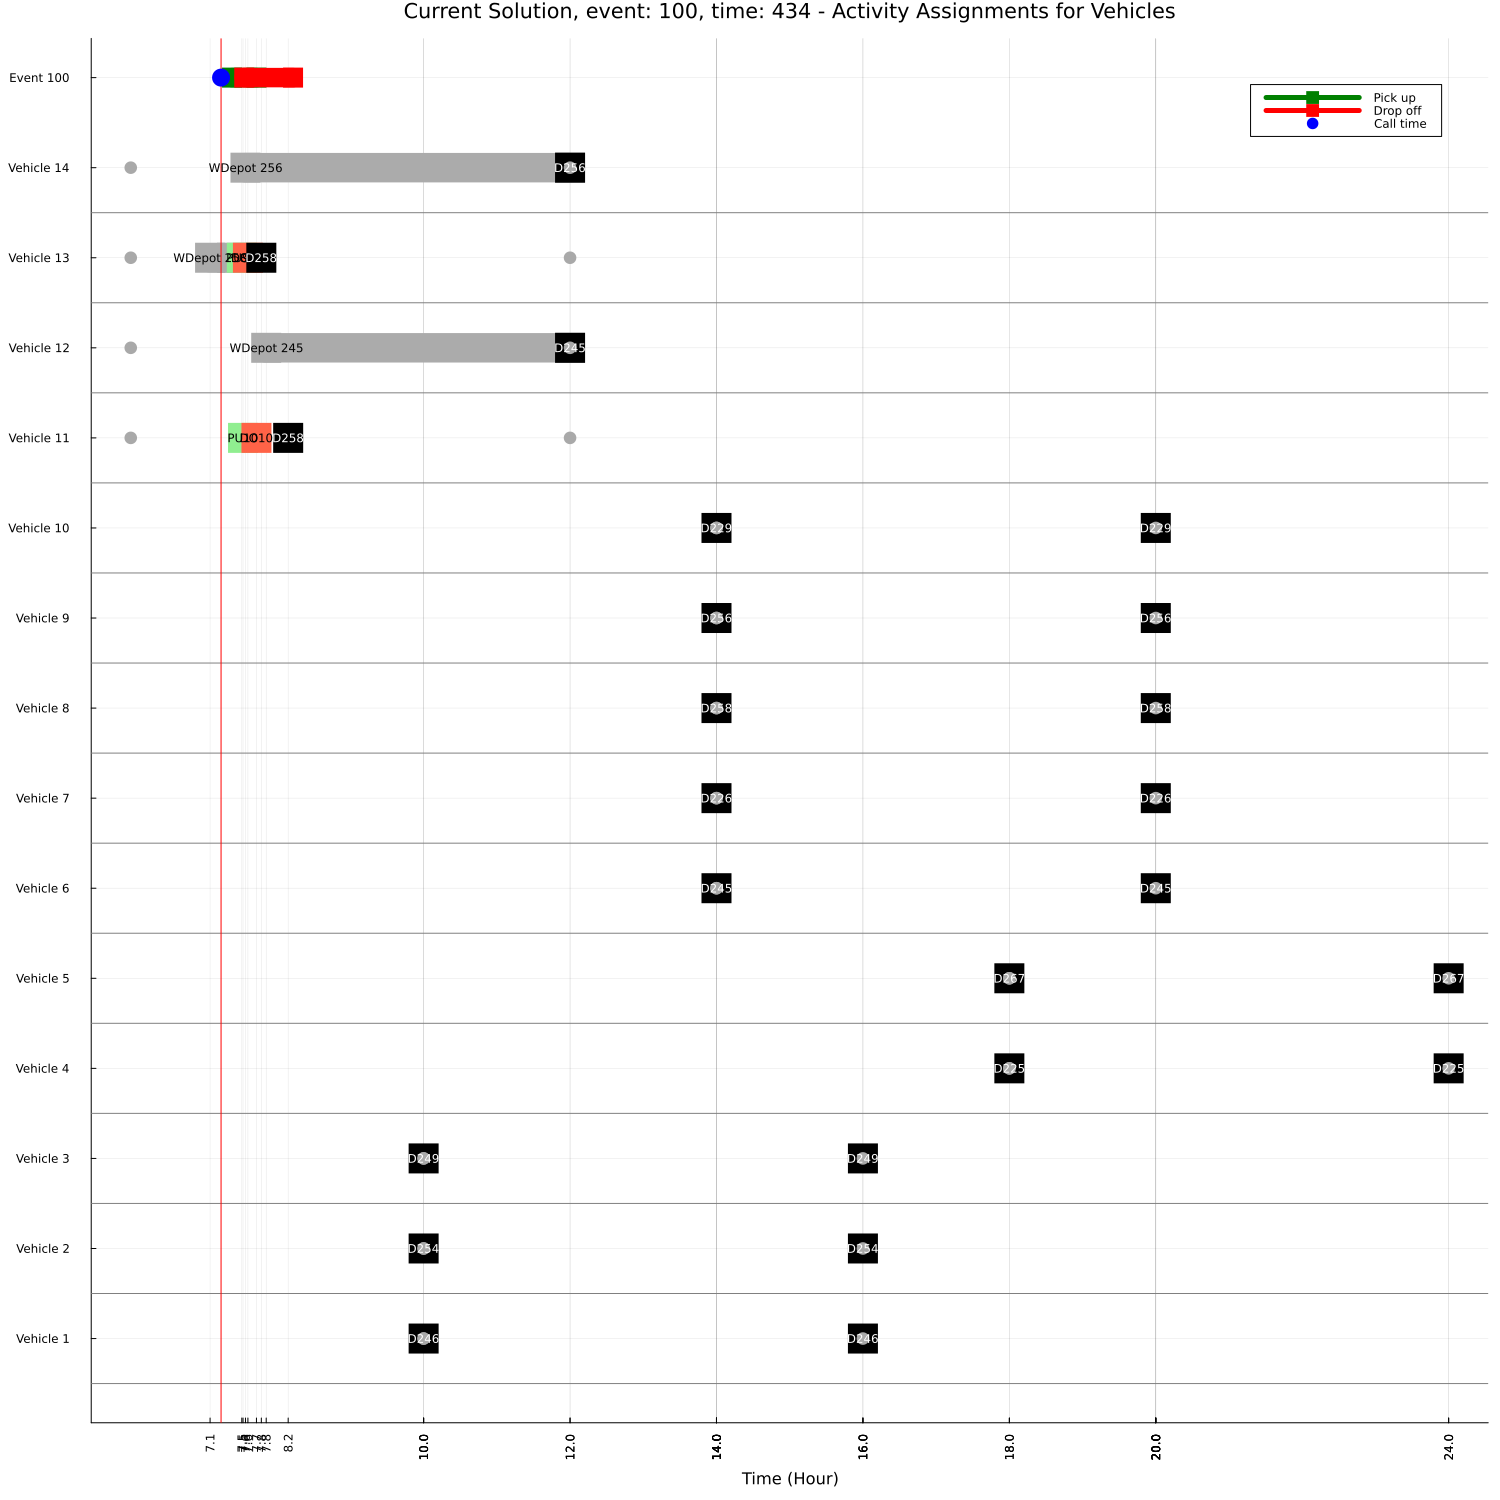 Current Solution, event: 100, time: 434 - Activity Assignments for Vehicles
Event 100
Pick up
Drop off
Call time
Vehicle 14
WDepot 256
D256
Vehicle 13
WDepot
D258
Vehicle 12
WDepot 245
D245
Vehicle 11
D258
Vehicle 10
D229
D229
Vehicle 9
D256
D256
Vehicle 8
D258
D258
Vehicle 7
D226
D226
Vehicle 6
D245
D245
Vehicle 5
D267
D267
Vehicle 4
D225
D225
Vehicle 3
D249
D249
Vehicle 2
D254
D254
Vehicle 1
D246
D246
7.1
7.8
8.2
10.0
12.0
14.0
16.0
18.0
20.0
24.0
Time (Hour)